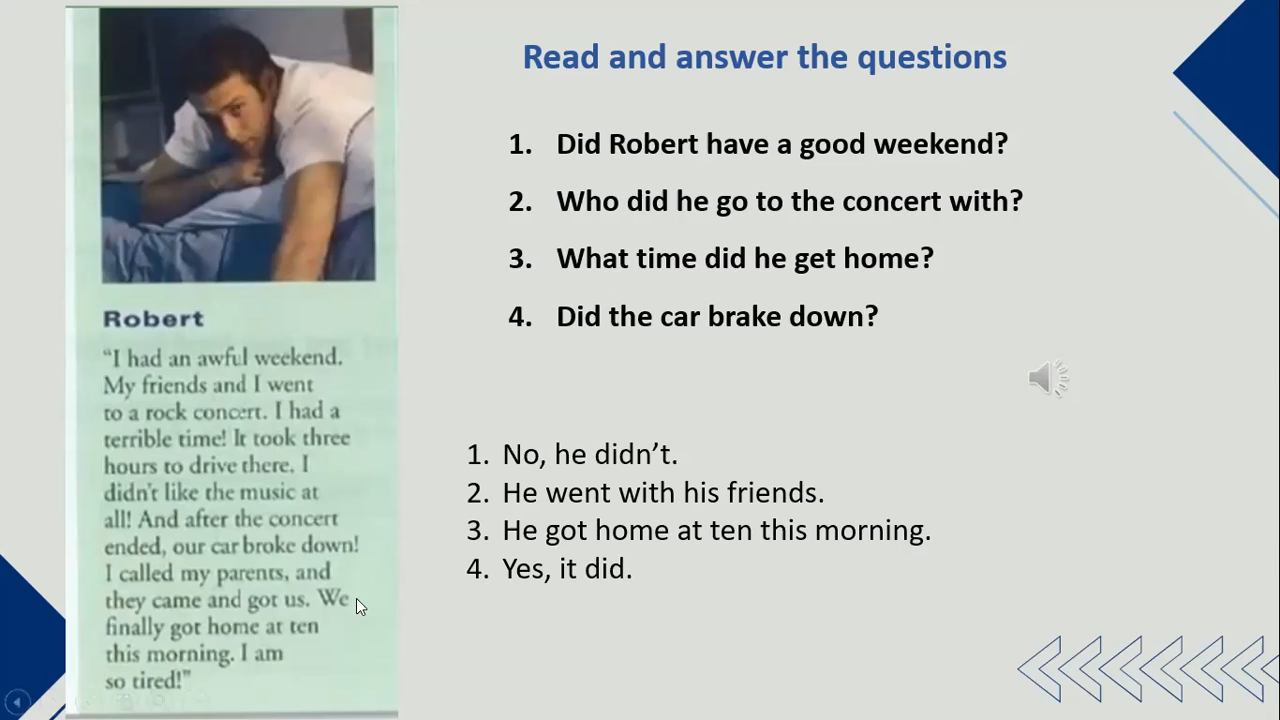 Read and answer the questions
1. Did Robert have a good weekend?
2. Who did he go to the concert with?
3. What time did he get home?
4. Did the car brake down?
Robert
“I had an awful weekend.
My friends and I went
to a rock concert. I had a
terrible time! It took three
hours to drive there. I
didn't like the music at
all! And after the concert
ended, our car broke down!
I called my parents, and
they came and got us. We
finally got home at ten
this morning. I am
so tired!”
1. No, he didn’t.
2. He went with his friends.
3. He got home at ten this morning.
4. Yes, it did.